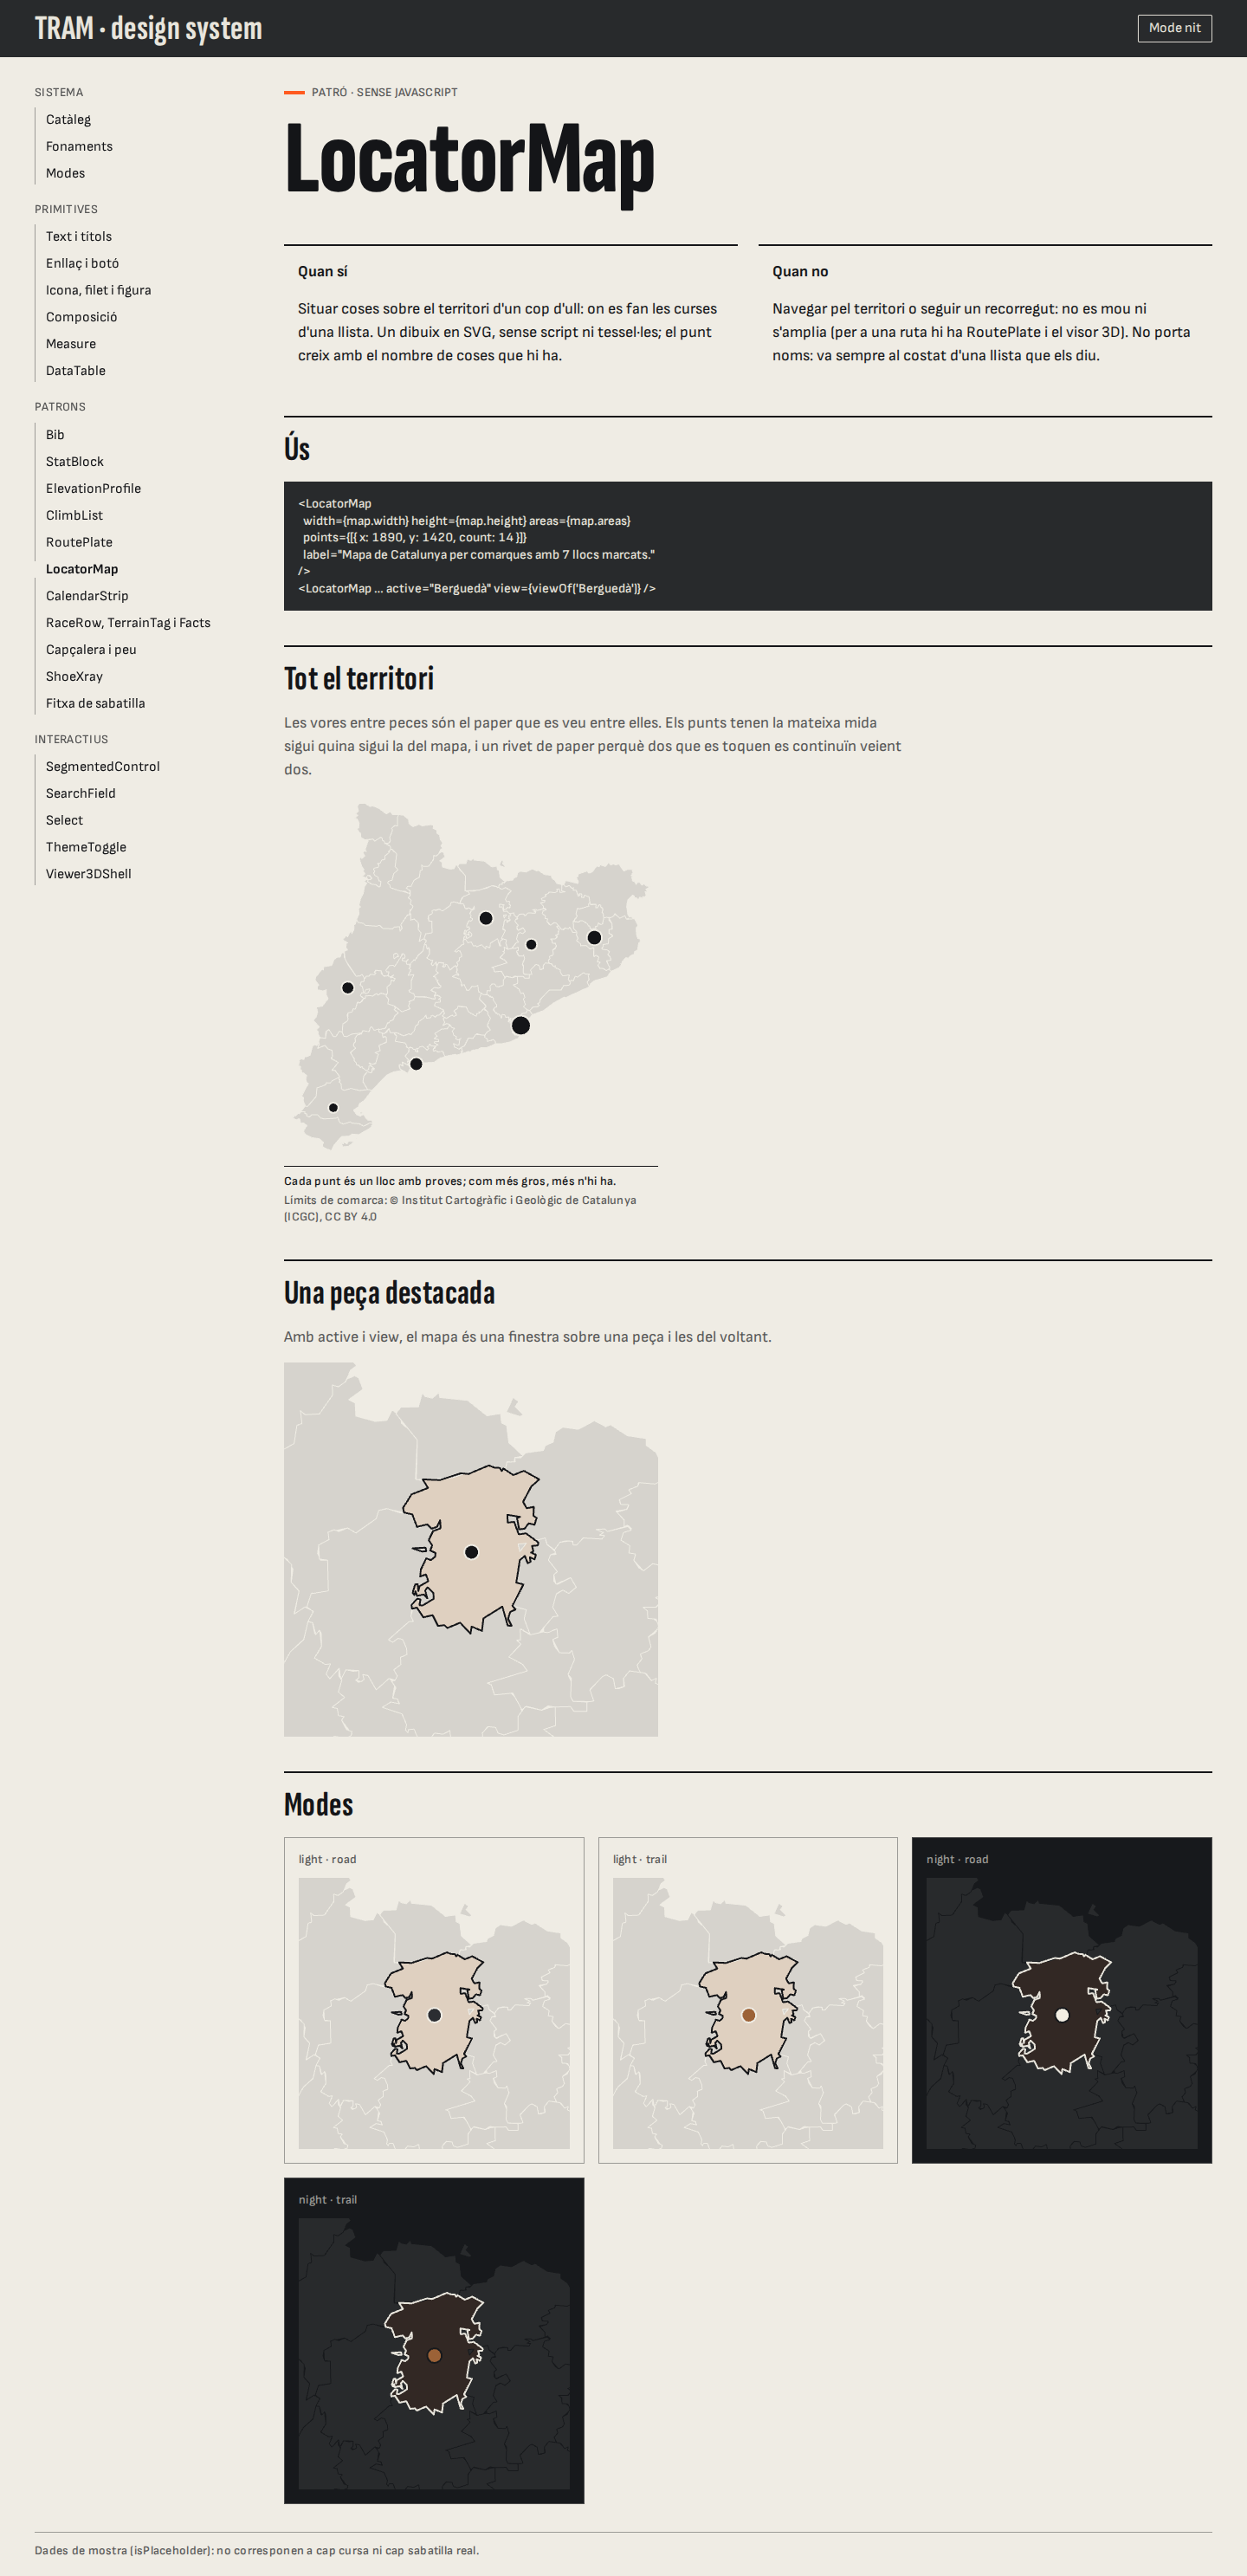 TRAM · design system
Mode nit
SISTEMA
Catàleg
Fonaments
Modes
PRIMITIVES
Text i títols
Enllaç i botó
Icona, filet i figura
Composició
Measure
DataTable
PATRONS
Bib
StatBlock
ElevationProfile
ClimbList
RoutePlate
LocatorMap
CalendarStrip
RaceRow, TerrainTag i Facts
Capçalera i peu
ShoeXray
Fitxa de sabatilla
INTERACTIUS
SegmentedControl
SearchField
Select
ThemeToggle
Viewer3DShell
PATRÓ · SENSE JAVASCRIPT
LocatorMap
Quan sí
Situar coses sobre el territori d'un cop d'ull: on es fan les curses
d'una llista. Un dibuix en SVG, sense script ni tessel·les; el punt
creix amb el nombre de coses que hi ha.
Quan no
Navegar pel territori o seguir un recorregut: no es mou ni
s'amplia (per a una ruta hi ha RoutePlate i el visor 3D). No porta
noms: va sempre al costat d'una llista que els diu.
Ús
<LocatorMap
width={map.width} height={map.height} areas={map.areas}
points={[{ x: 1890, y: 1420, count: 14 }]}
label="Mapa de Catalunya per comarques amb 7 llocs marcats."
/>
<LocatorMap … active="Berguedà" view={viewOf('Berguedà')} />
Tot el territori
Les vores entre peces són el paper que es veu entre elles. Els punts tenen la mateixa mida
sigui quina sigui la del mapa, i un rivet de paper perquè dos que es toquen es continuïn veient
dos.
Cada punt és un lloc amb proves; com més gros, més n'hi ha.
Límits de comarca: © Institut Cartogràfic i Geològic de Catalunya
(ICGC), CC BY 4.0
Una peça destacada
Amb active i view, el mapa és una finestra sobre una peça i les del voltant.
Modes
light · road
light · trail
night · road
night · trail
Dades de mostra (isPlaceholder): no corresponen a cap cursa ni cap sabatilla real.